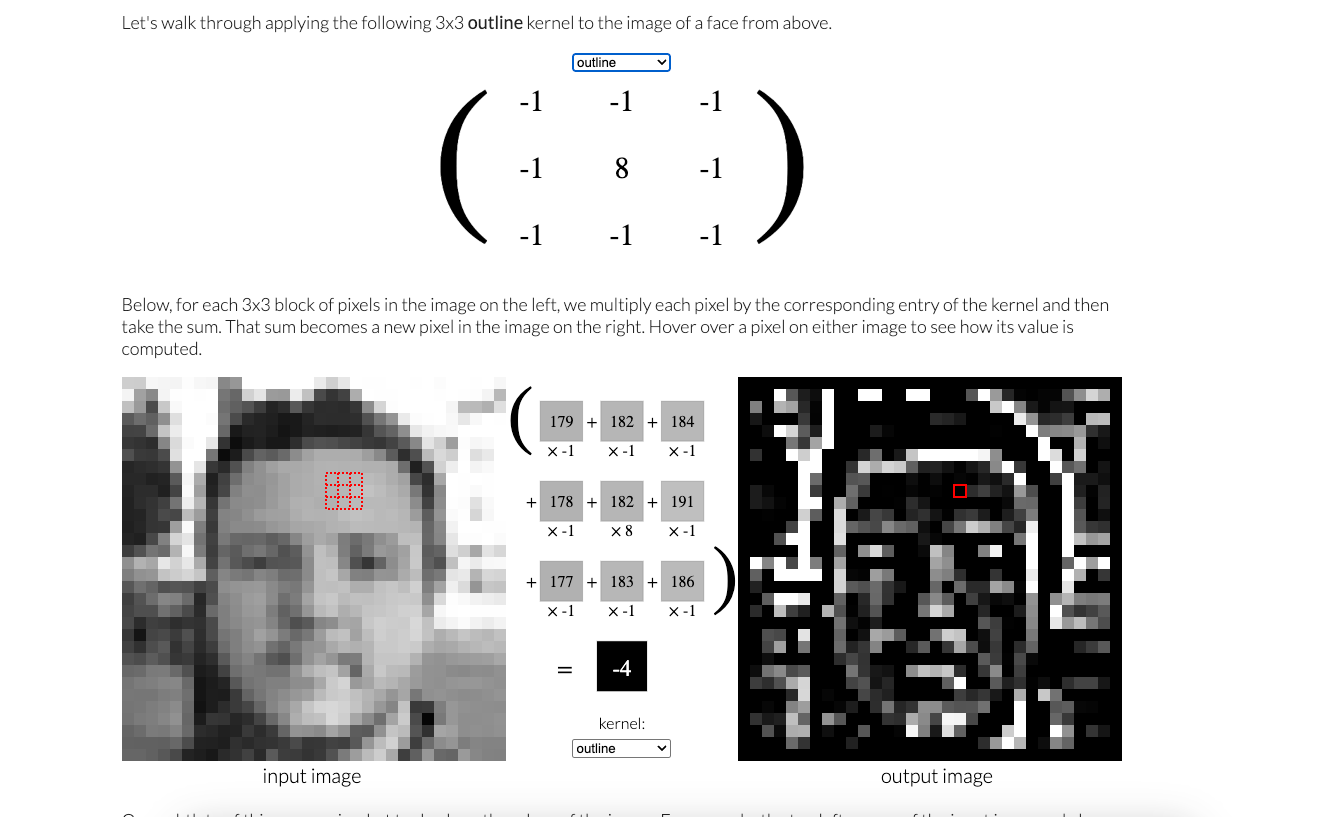 Let's walk through applying the following 3x3 outline kernel to the image of a face from above.
outline
( -1 -1 -1
-1 8 -1
-1 -1 -1 )
Below, for each 3x3 block of pixels in the image on the left, we multiply each pixel by the corresponding entry of the kernel and then
take the sum. That sum becomes a new pixel in the image on the right. Hover over a pixel on either image to see how its value is
computed.
( 179 + 182 + 184
× -1 × -1 × -1
+ 178 + 182 + 191
× -1 × 8 × -1
+ 177 + 183 + 186 )
× -1 × -1 × -1
= -4
kernel:
outline
input image
output image